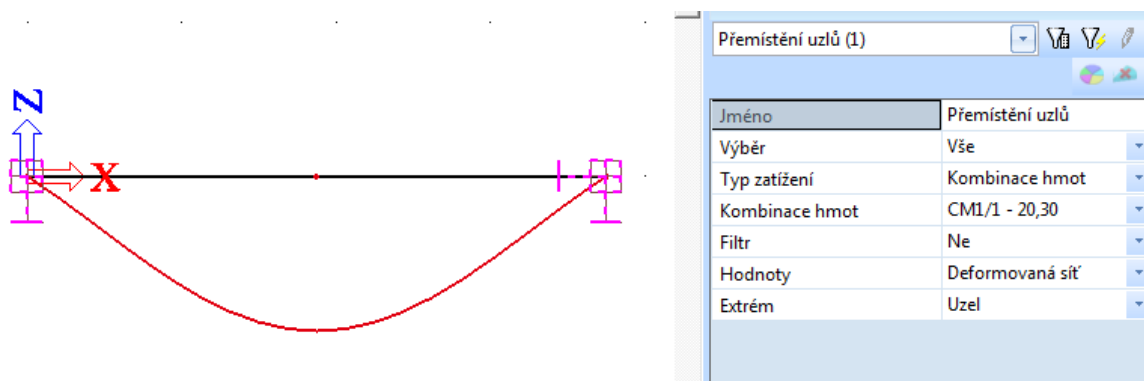 Z
X
Přemístění uzlů (1)
Jméno Přemístění uzlů
Výběr Vše
Typ zatížení Kombinace hmot
Kombinace hmot CM1/1 - 20,30
Filtr Ne
Hodnoty Deformovaná síť
Extrém Uzel